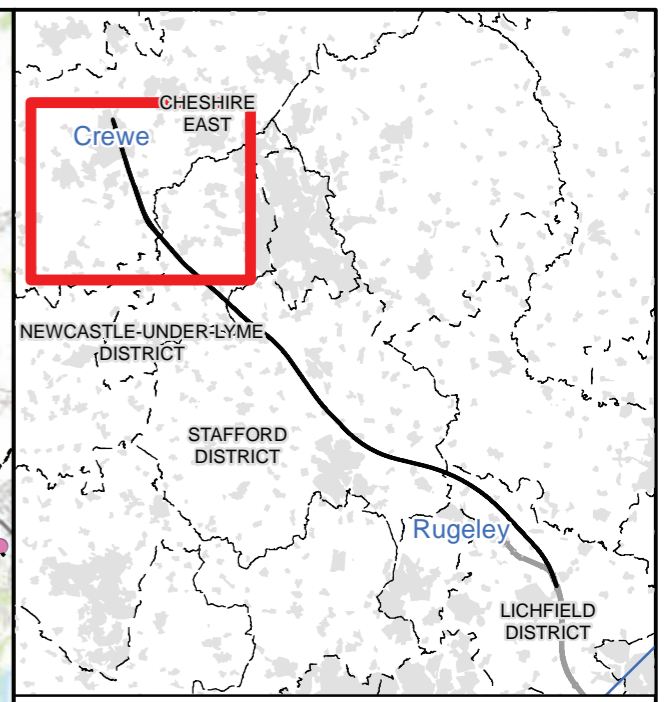 CHESHIRE
EAST
Crewe
NEWCASTLE-UNDER-LYME
DISTRICT
STAFFORD
DISTRICT
Rugeley
LICHFIELD
DISTRICT